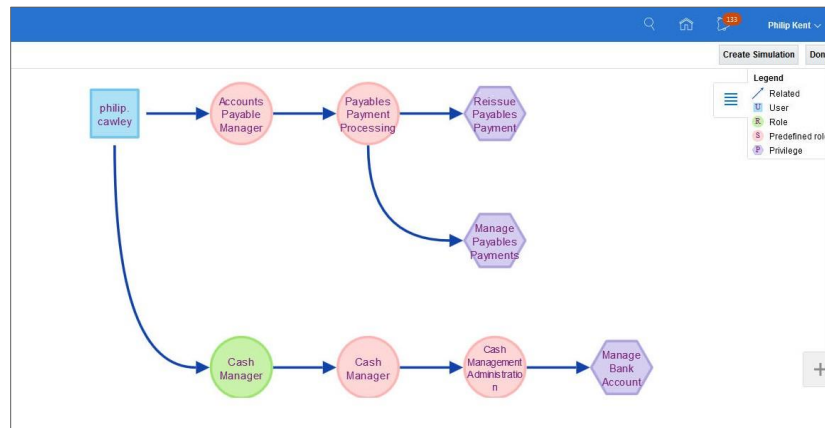 133
Philip Kent
Create Simulation
Don
Legend
Related
U User
R Role
S Predefined rol
P Privilege
philip.
cawley
Accounts
Payable
Manager
Payables
Payment
Processing
Reissue
Payables
Payment
Manage
Payables
Payments
Cash
Manager
Cash
Manager
Cash
Management
Administratio
n
Manage
Bank
Account